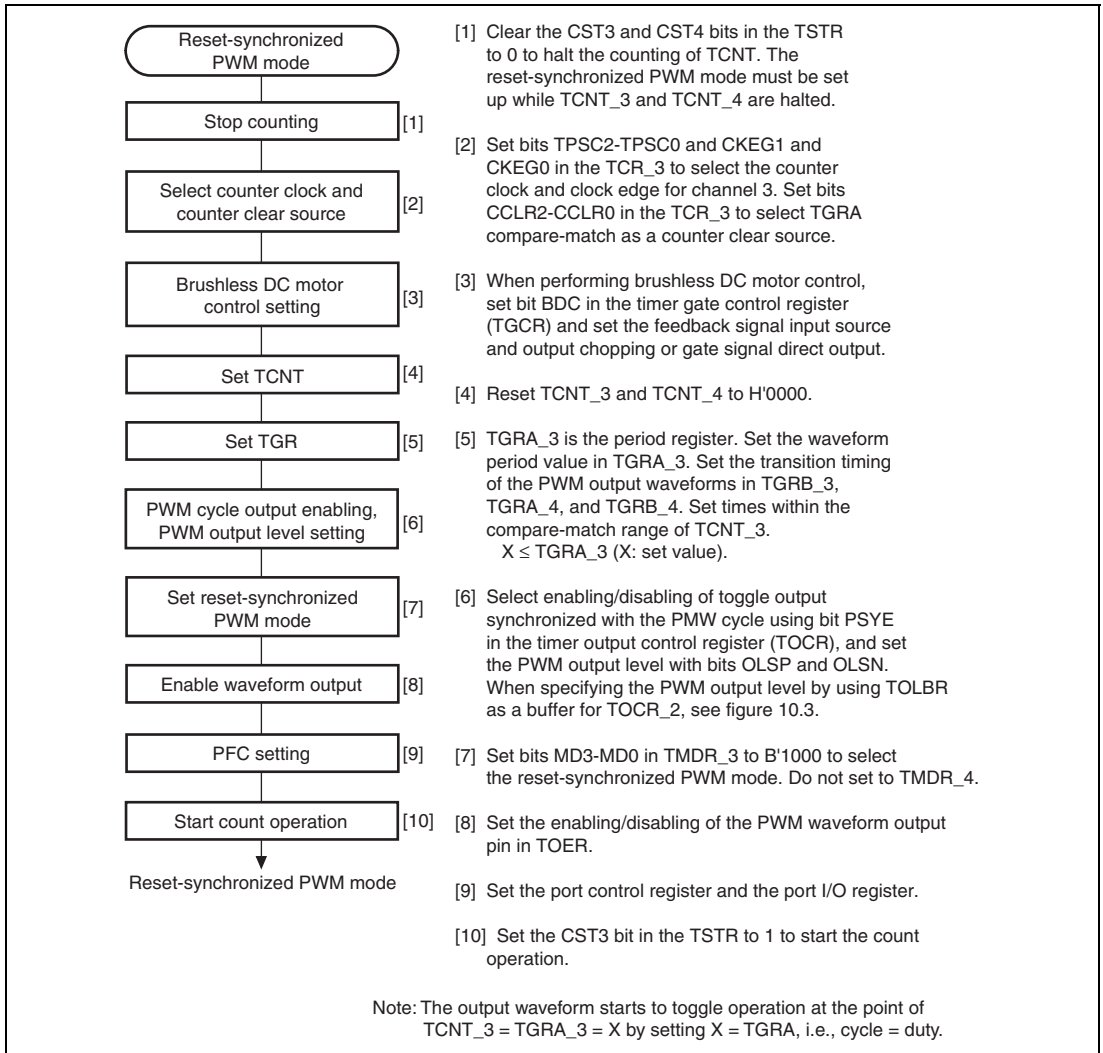 Reset-synchronized
PWM mode
Stop counting
[1]
Select counter clock and
counter clear source
[2]
Brushless DC motor
control setting
[3]
Set TCNT
[4]
Set TGR
[5]
PWM cycle output enabling,
PWM output level setting
[6]
Set reset-synchronized
PWM mode
[7]
Enable waveform output
[8]
PFC setting
[9]
Start count operation
[10]
Reset-synchronized PWM mode
[1] Clear the CST3 and CST4 bits in the TSTR
to 0 to halt the counting of TCNT. The
reset-synchronized PWM mode must be set
up while TCNT_3 and TCNT_4 are halted.
[2] Set bits TPSC2-TPSC0 and CKEG1 and
CKEG0 in the TCR_3 to select the counter
clock and clock edge for channel 3. Set bits
CCLR2-CCLR0 in the TCR_3 to select TGRA
compare-match as a counter clear source.
[3] When performing brushless DC motor control,
set bit BDC in the timer gate control register
(TGCR) and set the feedback signal input source
and output chopping or gate signal direct output.
[4] Reset TCNT_3 and TCNT_4 to H'0000.
[5] TGRA_3 is the period register. Set the waveform
period value in TGRA_3. Set the transition timing
of the PWM output waveforms in TGRB_3,
TGRA_4, and TGRB_4. Set times within the
compare-match range of TCNT_3.
X ≤ TGRA_3 (X: set value).
[6] Select enabling/disabling of toggle output
synchronized with the PMW cycle using bit PSYE
in the timer output control register (TOCR), and set
the PWM output level with bits OLSP and OLSN.
When specifying the PWM output level by using TOLBR
as a buffer for TOCR_2, see figure 10.3.
[7] Set bits MD3-MD0 in TMDR_3 to B'1000 to select
the reset-synchronized PWM mode. Do not set to TMDR_4.
[8] Set the enabling/disabling of the PWM waveform output
pin in TOER.
[9] Set the port control register and the port I/O register.
[10] Set the CST3 bit in the TSTR to 1 to start the count
operation.
Note: The output waveform starts to toggle operation at the point of
TCNT_3 = TGRA_3 = X by setting X = TGRA, i.e., cycle = duty.